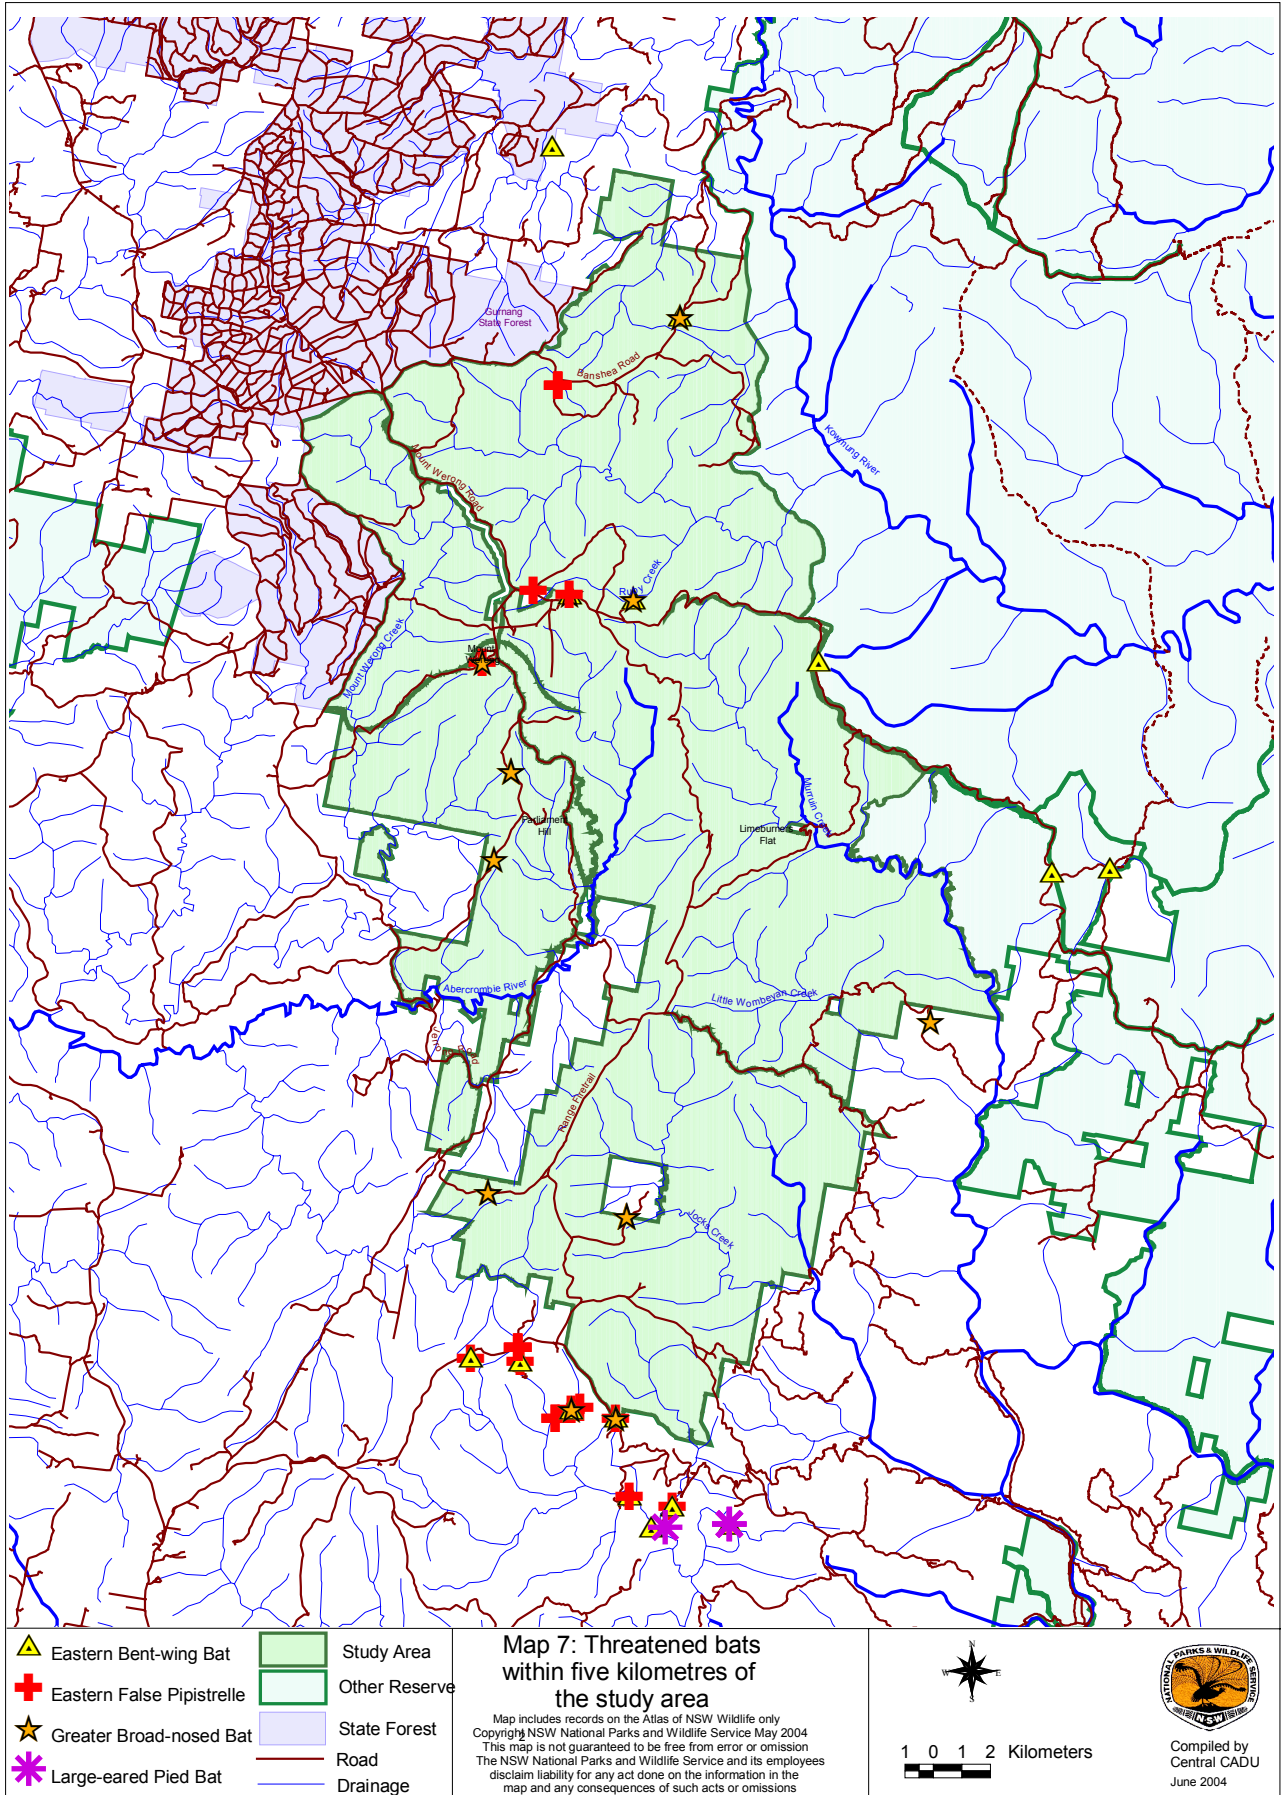 Gurnang
State Forest
Banshea Road
Kowmung River
Mount Werong Road
Ruby Creek
Mount Werong Creek
Mount
Werong
Murruin Creek
Parliament
Hill
Limeburners
Flat
Abercrombie River
Little Wombeyan Creek
Road
Range Firetrail
Jocks Creek
Eastern Bent-wing Bat
Eastern False Pipistrelle
Greater Broad-nosed Bat
Large-eared Pied Bat
Study Area
Other Reserve
State Forest
Road
Drainage
Map 7: Threatened bats
within five kilometres of
the study area
Map includes records on the Atlas of NSW Wildlife only
Copyright NSW National Parks and Wildlife Service May 2004
2
This map is not guaranteed to be free from error or omission
The NSW National Parks and Wildlife Service and its employees
disclaim liability for any act done on the information in the
map and any consequences of such acts or omissions
N
W E
S
1 0 1 2 Kilometers
NATIONAL PARKS & WILDLIFE SERVICE
NSW
Compiled by
Central CADU
June 2004